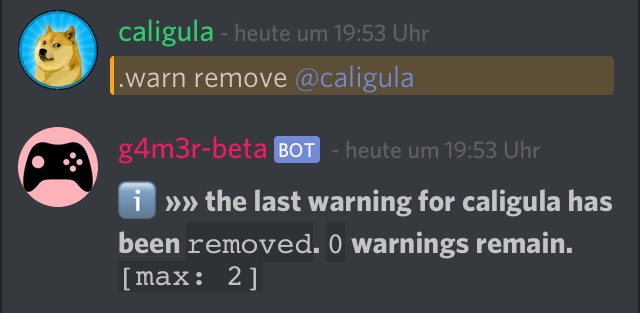 caligula - heute um 19:53 Uhr
.warn remove @caligula
g4m3r-beta BOT - heute um 19:53 Uhr
i »» the last warning for caligula has
been removed. 0 warnings remain.
[max: 2]